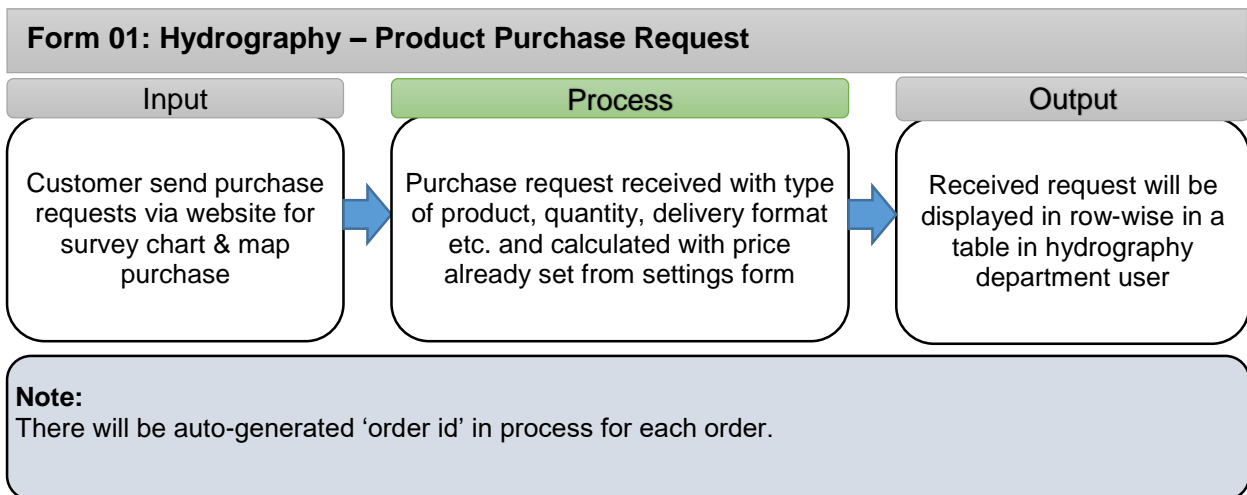 Form 01: Hydrography – Product Purchase Request
Input
Process
Output
Customer send purchase
requests via website for
survey chart & map
purchase
Purchase request received with type
of product, quantity, delivery format
etc. and calculated with price
already set from settings form
Received request will be
displayed in row-wise in a
table in hydrography
department user
Note:
There will be auto-generated ‘order id’ in process for each order.